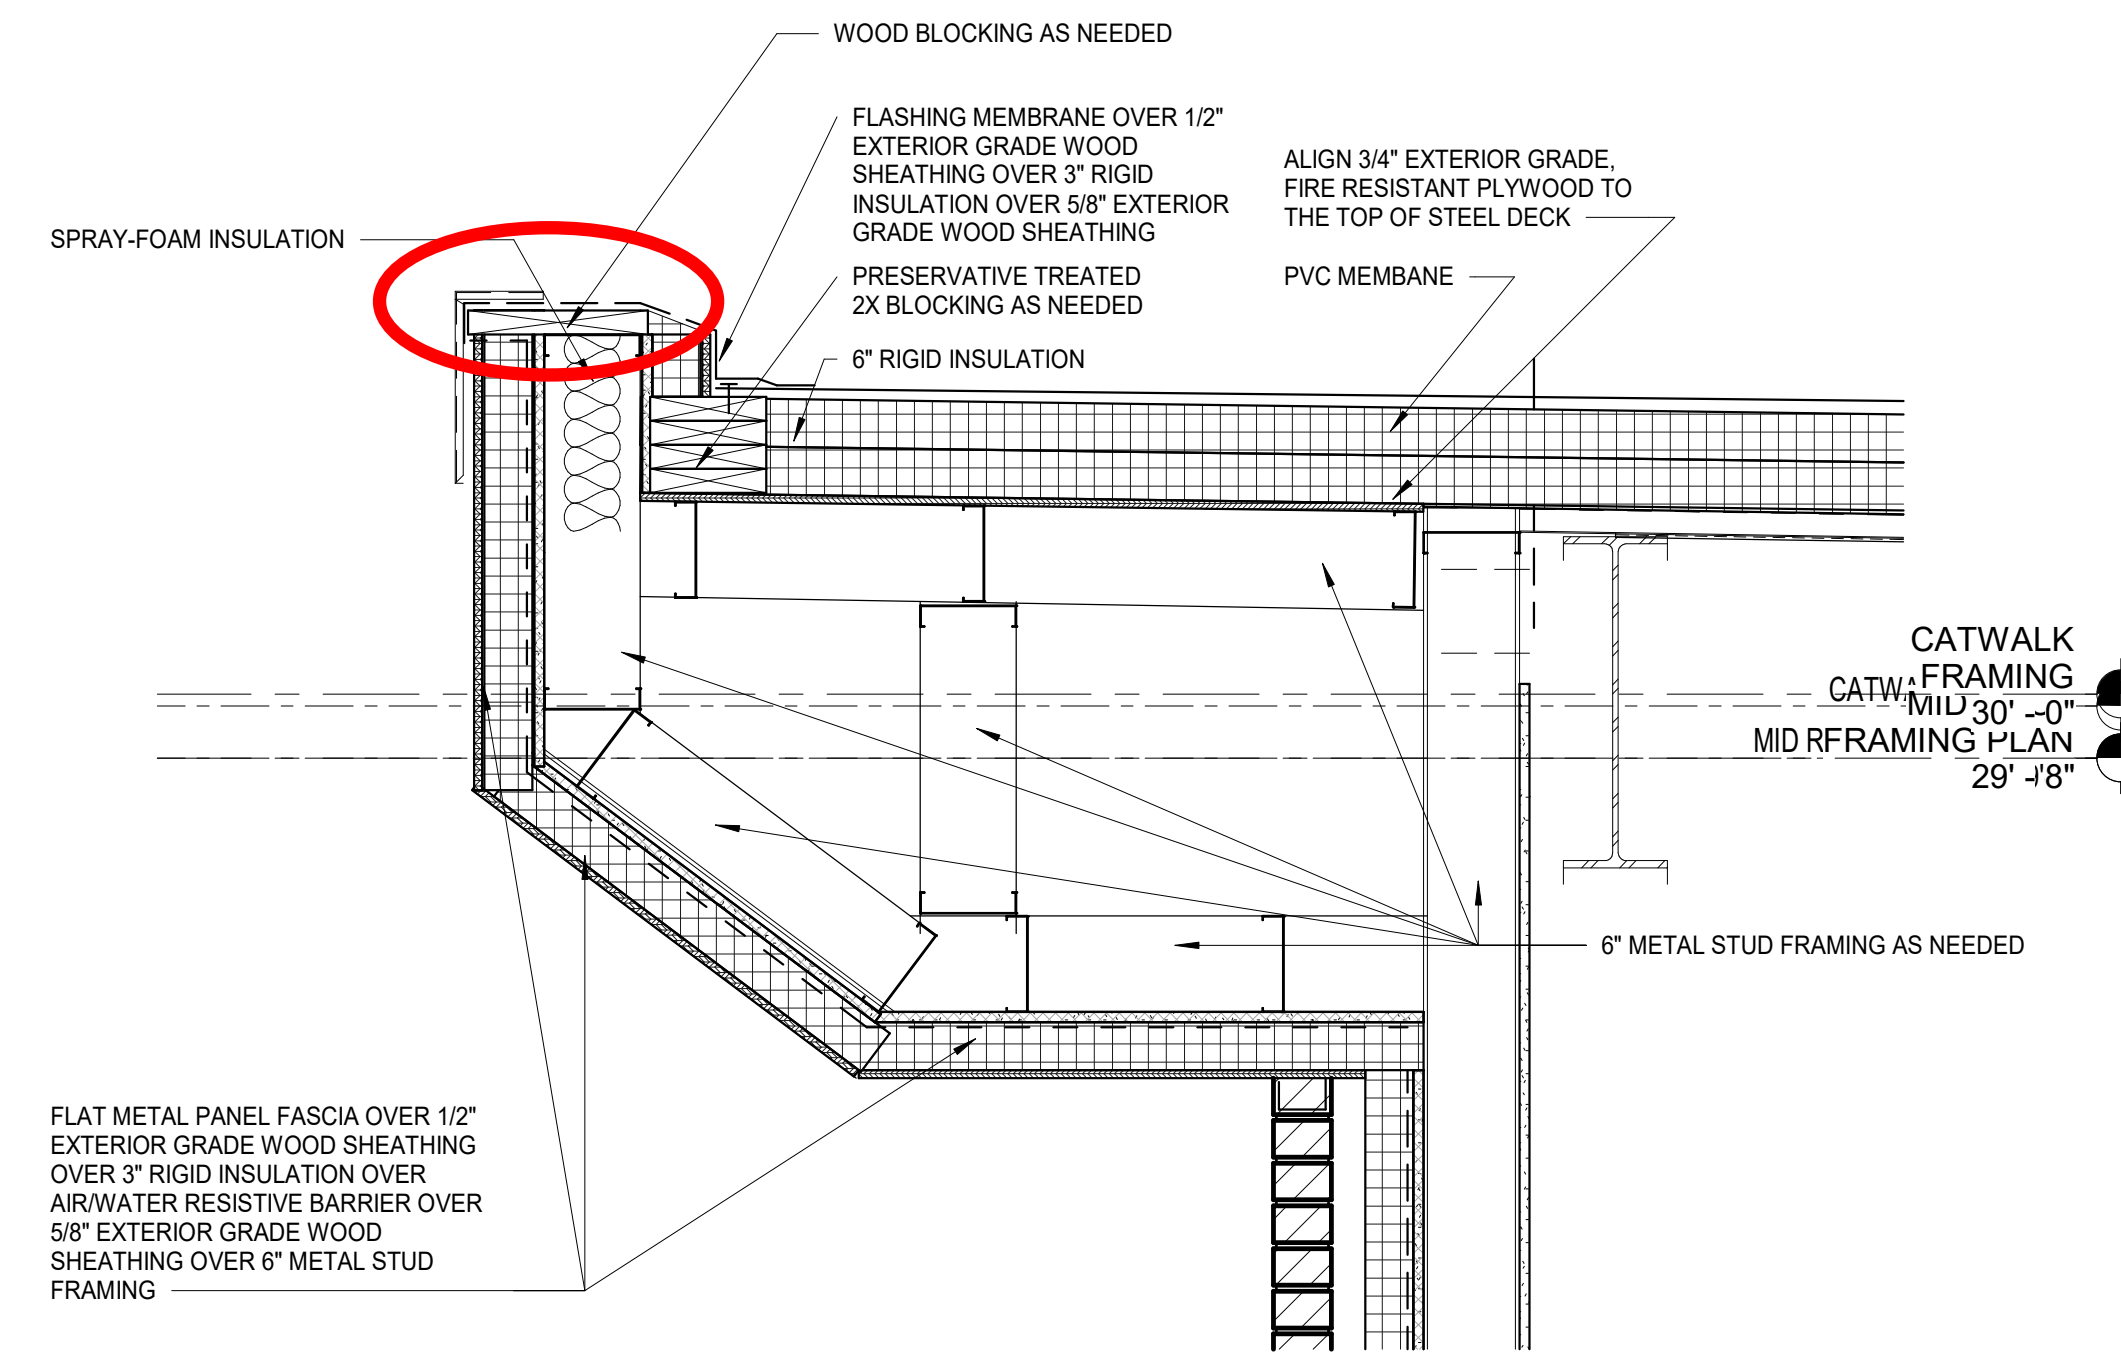 WOOD BLOCKING AS NEEDED
FLASHING MEMBRANE OVER 1/2"
EXTERIOR GRADE WOOD
SHEATHING OVER 3" RIGID
INSULATION OVER 5/8" EXTERIOR
GRADE WOOD SHEATHING
ALIGN 3/4" EXTERIOR GRADE,
FIRE RESISTANT PLYWOOD TO
THE TOP OF STEEL DECK
SPRAY-FOAM INSULATION
PRESERVATIVE TREATED
2X BLOCKING AS NEEDED
PVC MEMBANE
6" RIGID INSULATION
CATWALK
FRAMING
30' -0"
MID
FRAMING PLAN
29' -8"
6" METAL STUD FRAMING AS NEEDED
FLAT METAL PANEL FASCIA OVER 1/2"
EXTERIOR GRADE WOOD SHEATHING
OVER 3" RIGID INSULATION OVER
AIR/WATER RESISTIVE BARRIER OVER
5/8" EXTERIOR GRADE WOOD
SHEATHING OVER 6" METAL STUD
FRAMING